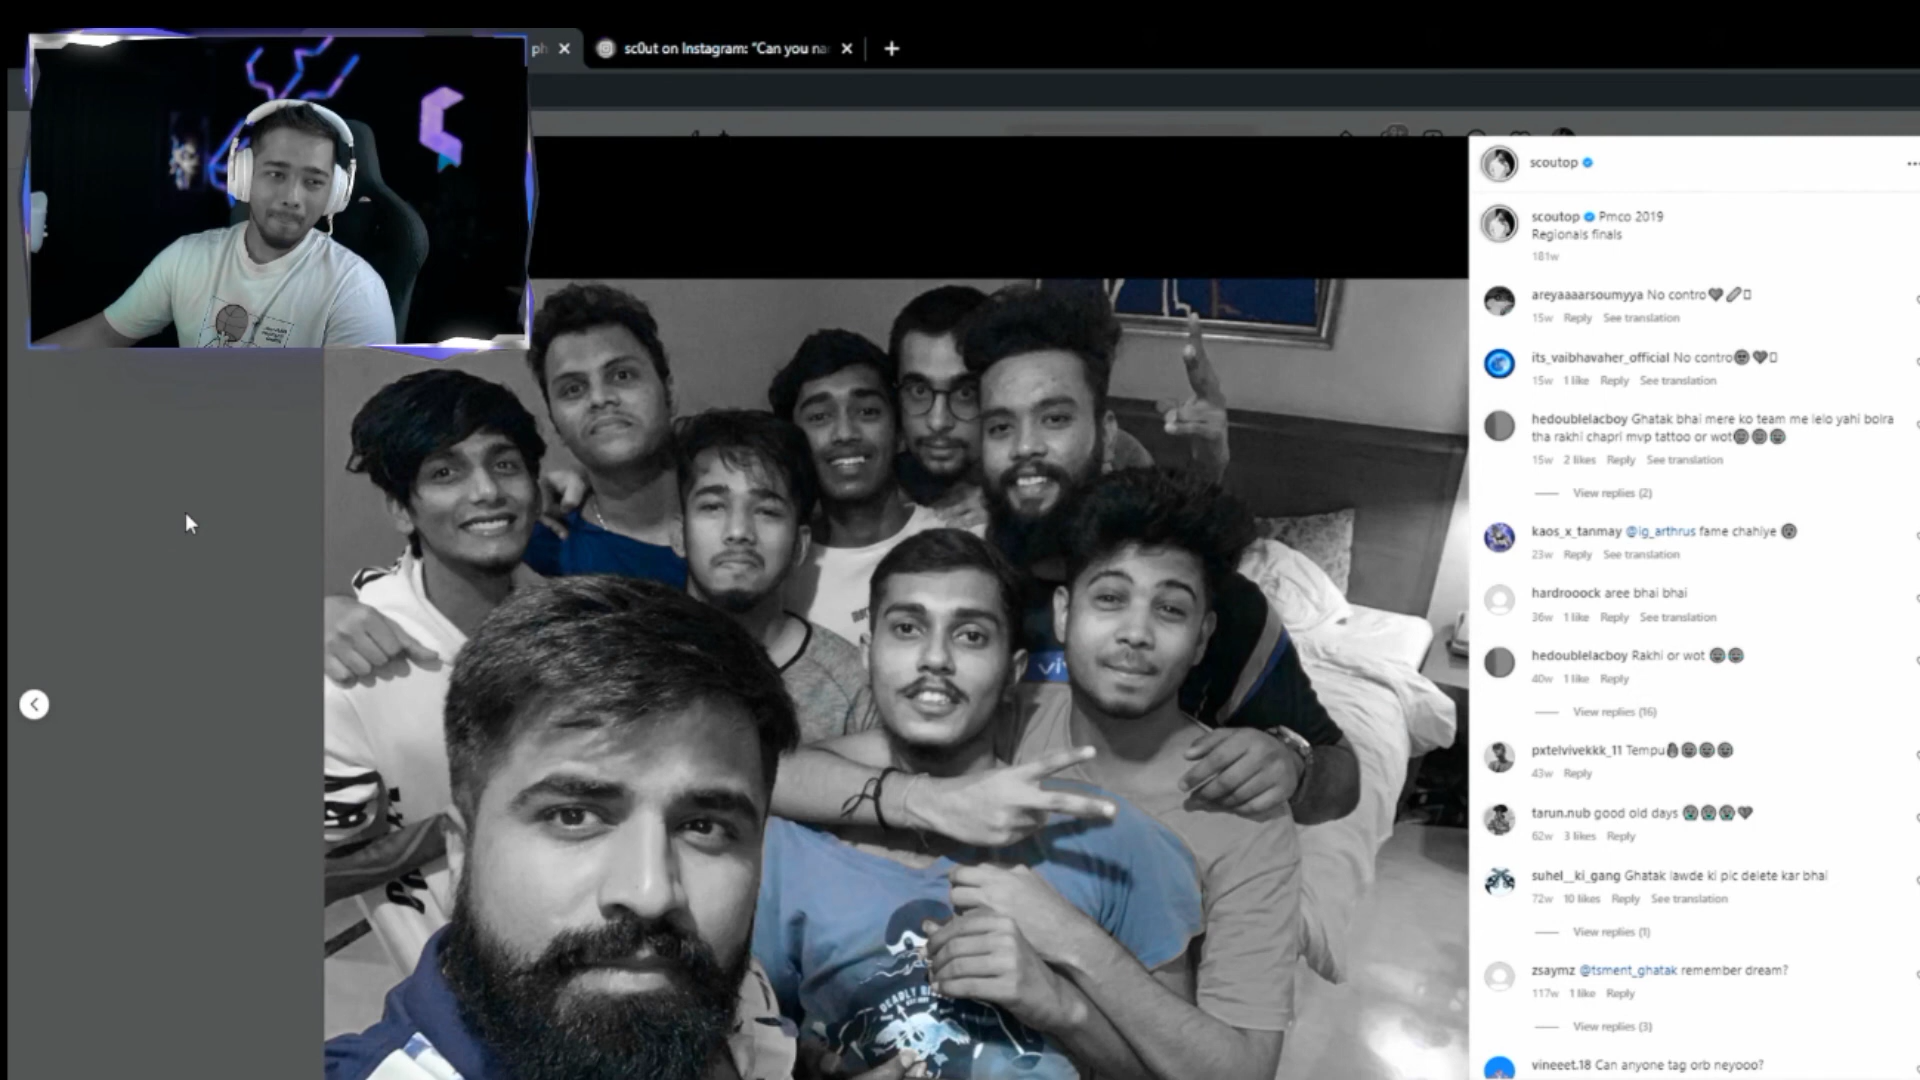 ph
sc0ut on Instagram: "Can you na
scoutop
scoutop Pmco 2019
Regionals finals
181w
areyaaaarsoumyya No contro
15w Reply See translation
its_vaibhavaher_official No contro
15w 1 like Reply See translation
hedoublelacboy Ghatak bhai mere ko team me lelo yahi bolra
tha rakhi chapri mvp tattoo or wot
15w 2 likes Reply See translation
View replies (2)
kaos_x_tanmay @ig_arthrus fame chahiye
23w Reply See translation
hardrooock aree bhai bhai
36w 1 like Reply See translation
hedoublelacboy Rakhi or wot
40w 1 like Reply
View replies (16)
pxtelvivekkk_11 Tempu
43w Reply
tarun.nub good old days
62w 3 likes Reply
suhel__ki_gang Ghatak lawde ki pic delete kar bhai
72w 10 likes Reply See translation
View replies (1)
zsaymz @tsment_ghatak remember dream?
117w 1 like Reply
View replies (3)
vineeet.18 Can anyone tag orb neyooo?
DEADLY